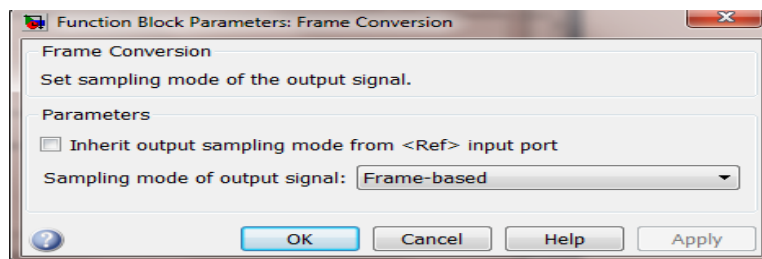 Function Block Parameters: Frame Conversion
Frame Conversion
Set sampling mode of the output signal.
Parameters
Inherit output sampling mode from <Ref> input port
Sampling mode of output signal: Frame-based
OK Cancel Help Apply